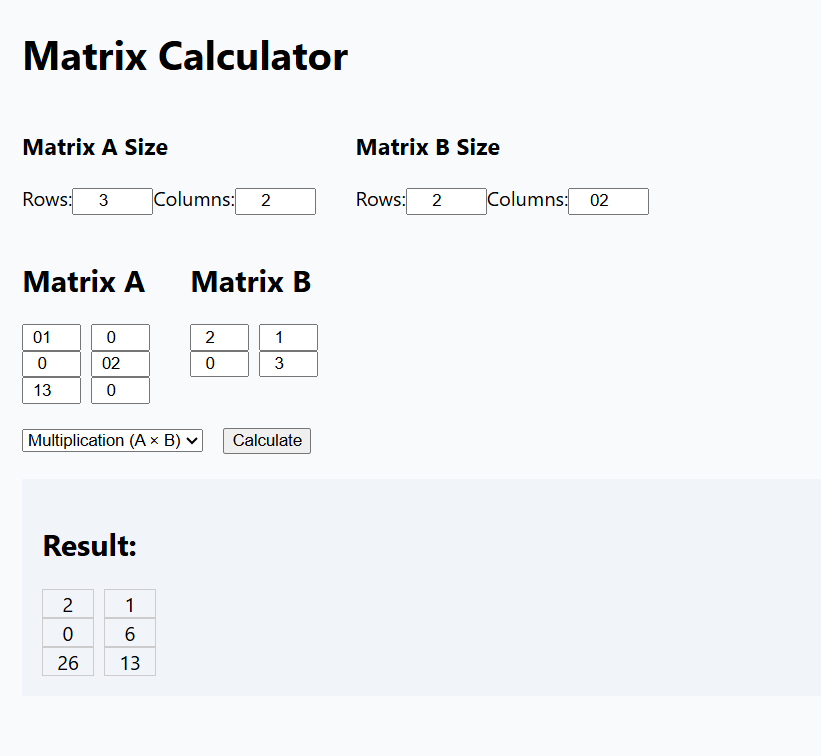 Matrix Calculator
Matrix A Size Matrix B Size
Rows: 3 Columns: 2 Rows: 2 Columns: 02
Matrix A Matrix B
01 0 2 1
0 02 0 3
13 0
Multiplication (A × B) Calculate
Result:
2 1
0 6
26 13